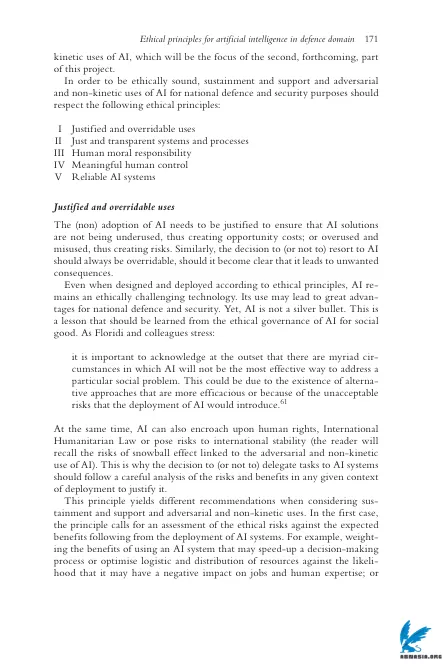 Ethical principles for artificial intelligence in defence domain 171
kinetic uses of AI, which will be the focus of the second, forthcoming, part
of this project.
In order to be ethically sound, sustainment and support and adversarial
and non-kinetic uses of AI for national defence and security purposes should
respect the following ethical principles:
I Justified and overridable uses
II Just and transparent systems and processes
III Human moral responsibility
IV Meaningful human control
V Reliable AI systems
Justified and overridable uses
The (non) adoption of AI needs to be justified to ensure that AI solutions
are not being underused, thus creating opportunity costs; or overused and
misused, thus creating risks. Similarly, the decision to (or not to) resort to AI
should always be overridable, should it become clear that it leads to unwanted
consequences.
Even when designed and deployed according to ethical principles, AI re-
mains an ethically challenging technology. Its use may lead to great advan-
tages for national defence and security. Yet, AI is not a silver bullet. This is
a lesson that should be learned from the ethical governance of AI for social
good. As Floridi and colleagues stress:
it is important to acknowledge at the outset that there are myriad cir-
cumstances in which AI will not be the most effective way to address a
particular social problem. This could be due to the existence of alterna-
tive approaches that are more efficacious or because of the unacceptable
risks that the deployment of AI would introduce.61
At the same time, AI can also encroach upon human rights, International
Humanitarian Law or pose risks to international stability (the reader will
recall the risks of snowball effect linked to the adversarial and non-kinetic
use of AI). This is why the decision to (or not to) delegate tasks to AI systems
should follow a careful analysis of the risks and benefits in any given context
of deployment to justify it.
This principle yields different recommendations when considering sus-
tainment and support and adversarial and non-kinetic uses. In the first case,
the principle calls for an assessment of the ethical risks against the expected
benefits following from the deployment of AI systems. For example, weight-
ing the benefits of using an AI system that may speed-up a decision-making
process or optimise logistic and distribution of resources against the likeli-
hood that it may have a negative impact on jobs and human expertise; or